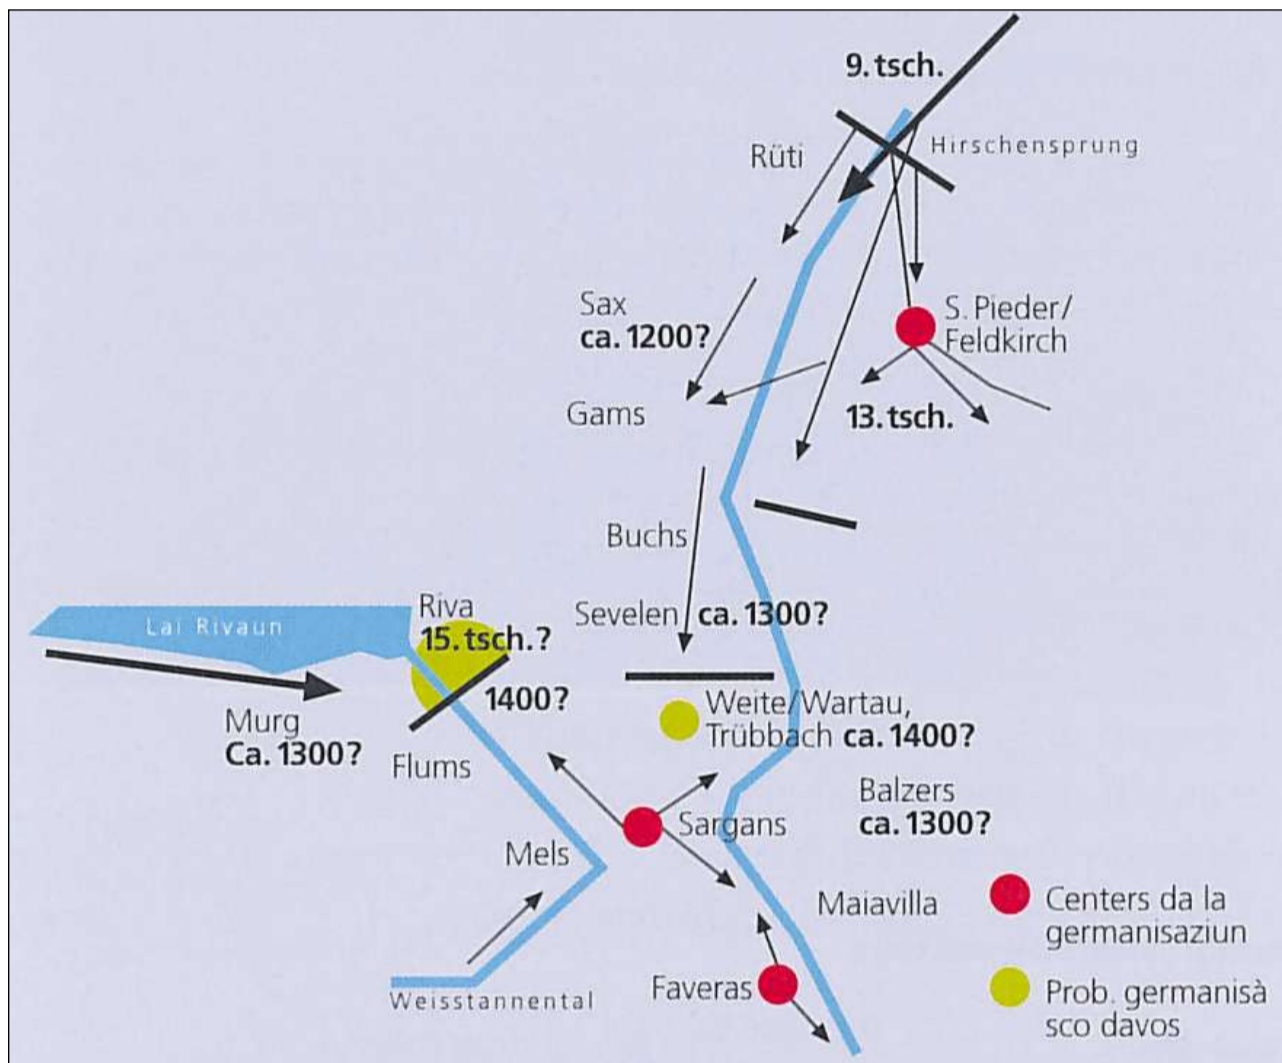 9. tsch.
Hirschensprung
Rüti
Sax
ca. 1200?
S. Pieder/
Feldkirch
Gams
13. tsch.
Buchs
Sevelen ca. 1300?
Riva
15. tsch.?
Lai Rivaun
1400?
Weite/Wartau,
Trübbach ca. 1400?
Murg
Ca. 1300?
Flums
Balzers
ca. 1300?
Sargans
Mels
Maiavilla
Faveras
Weisstannental
Centers da la
germanisaziun
Prob. germanisà
sco davos